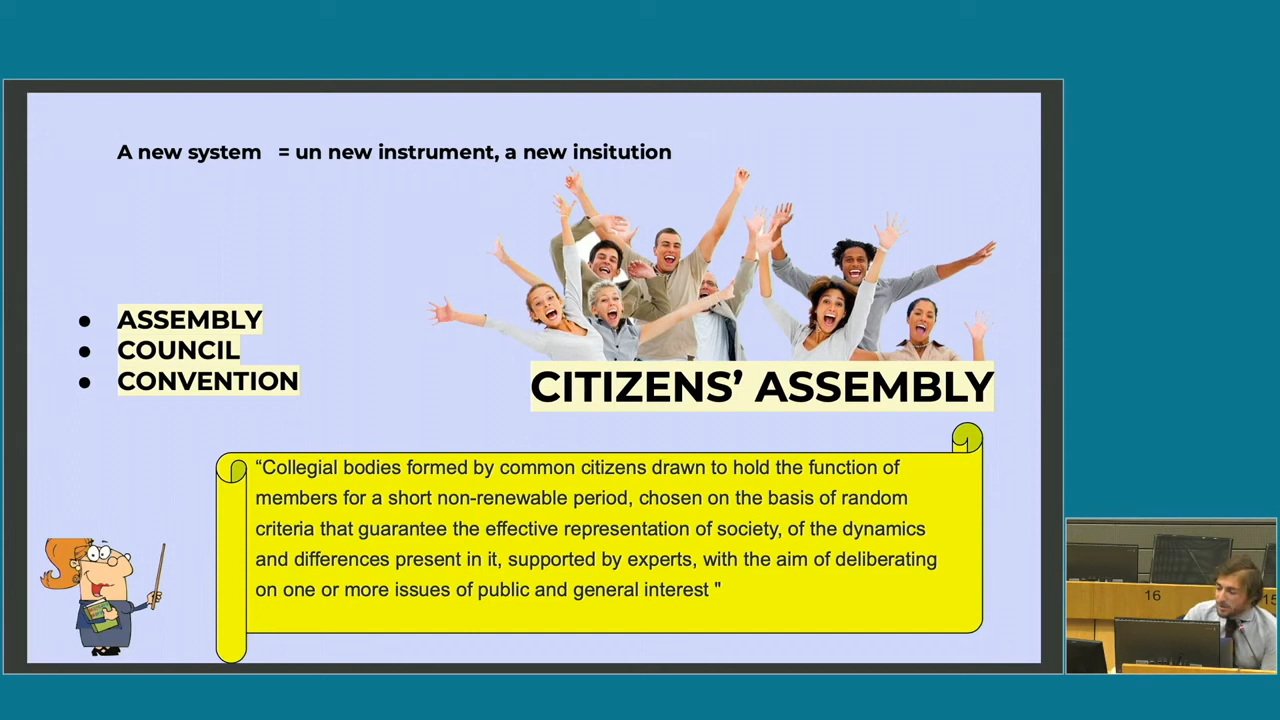 A new system = un new instrument, a new insitution
● ASSEMBLY
● COUNCIL
● CONVENTION
CITIZENS’ ASSEMBLY
“Collegial bodies formed by common citizens drawn to hold the function of
members for a short non-renewable period, chosen on the basis of random
criteria that guarantee the effective representation of society, of the dynamics
and differences present in it, supported by experts, with the aim of deliberating
on one or more issues of public and general interest "
16
15